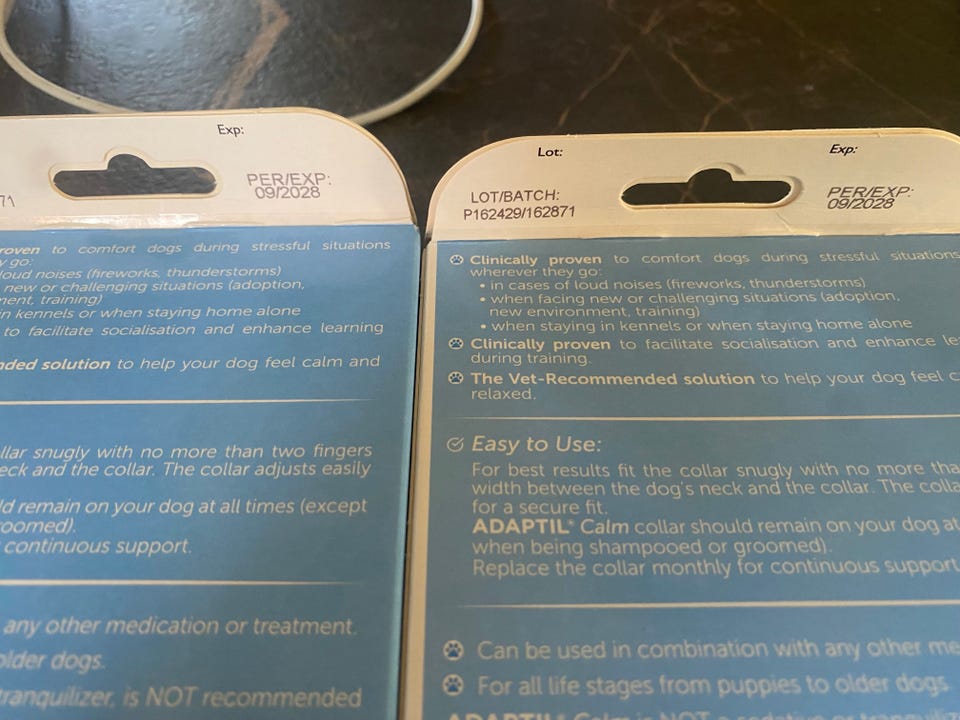 Exp:
PER/EXP:
09/2028
71
proven to comfort dogs during stressful situations
y go:
loud noises (fireworks, thunderstorms)
new or challenging situations (adoption,
ment, training)
in kennels or when staying home alone
to facilitate socialisation and enhance learning
nded solution to help your dog feel calm and
llar snugly with no more than two fingers
eck and the collar. The collar adjusts easily
ld remain on your dog at all times (except
roomed).
continuous support.
any other medication or treatment.
older dogs.
tranquilizer, is NOT recommended
Lot:
Exp:
LOT/BATCH:
P162429/162871
PER/EXP:
09/2028
Clinically proven to comfort dogs during stressful situations
wherever they go:
• in cases of loud noises (fireworks, thunderstorms)
• when facing new or challenging situations (adoption,
new environment, training)
• when staying in kennels or when staying home alone
Clinically proven to facilitate socialisation and enhance le
during training.
The Vet-Recommended solution to help your dog feel c
relaxed.
Easy to Use:
For best results fit the collar snugly with no more tha
width between the dog's neck and the collar. The colla
for a secure fit.
ADAPTIL® Calm collar should remain on your dog at
when being shampooed or groomed).
Replace the collar monthly for continuous support.
Can be used in combination with any other me
For all life stages from puppies to older dogs.
ADAPTIL® Calm is NOT a